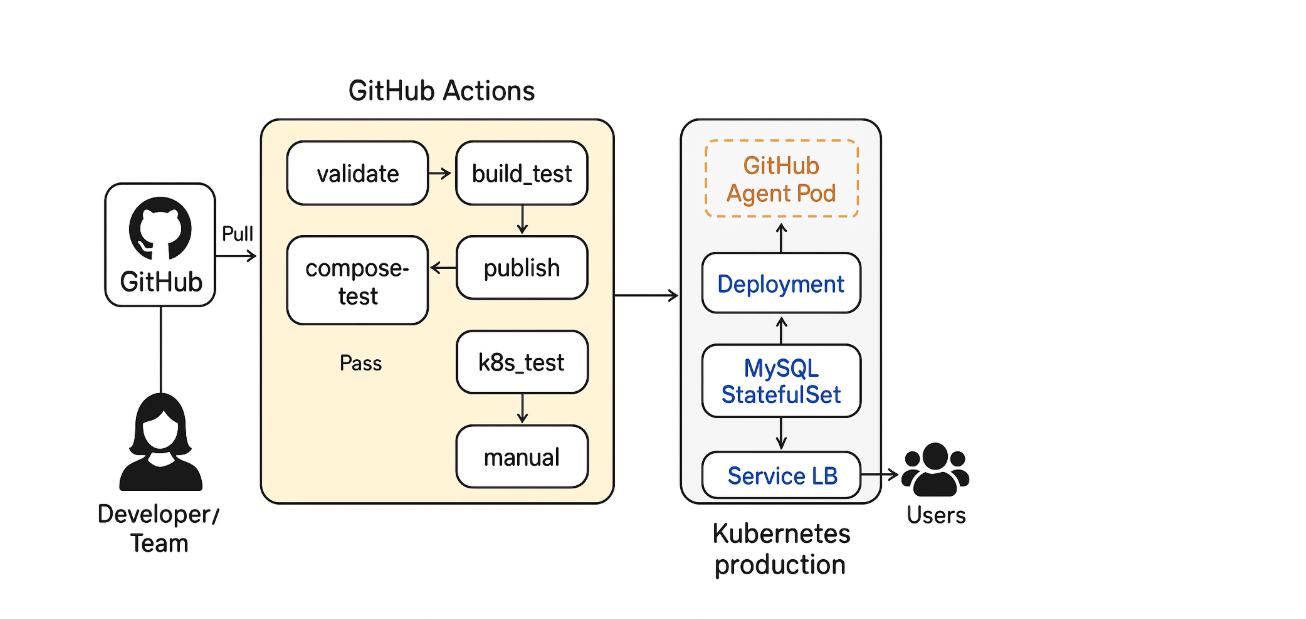 GitHub Actions
GitHub
Pull
Developer/
Team
validate
build_test
compose-
test
publish
Pass
k8s_test
manual
GitHub
Agent Pod
Deployment
MySQL
StatefulSet
Service LB
Kubernetes
production
Users